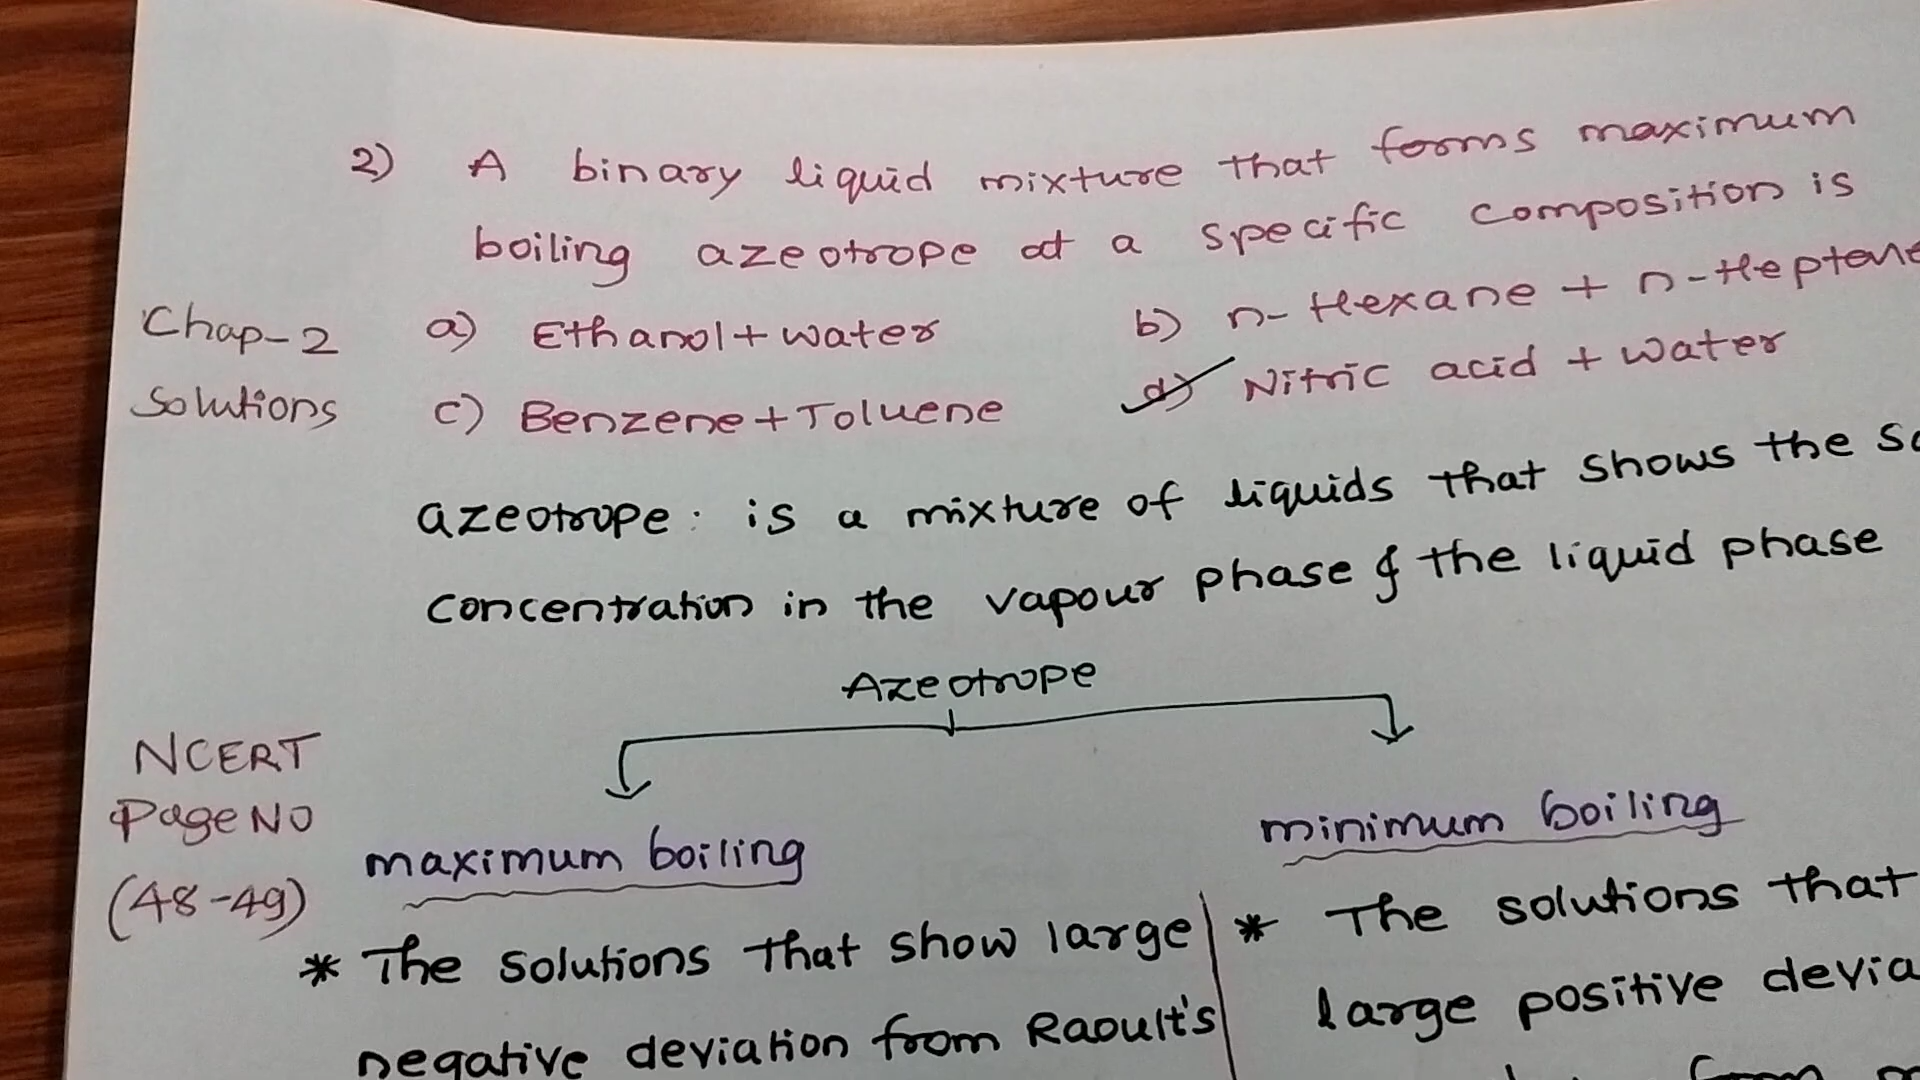 2) A binary liquid mixture that forms maximum
boiling azeotrope at a specific composition is
a) Ethanol + water b) n-Hexane + n-Heptane
c) Benzene + Toluene d) Nitric acid + water
Chap-2
Solutions
azeotrope: is a mixture of liquids that shows the
concentration in the vapour phase & the liquid phase
Azeotrope
NCERT
Page NO
(48-49)
maximum boiling minimum boiling
* The solutions that show large * The solutions that
negative deviation from Raoult's large positive
from